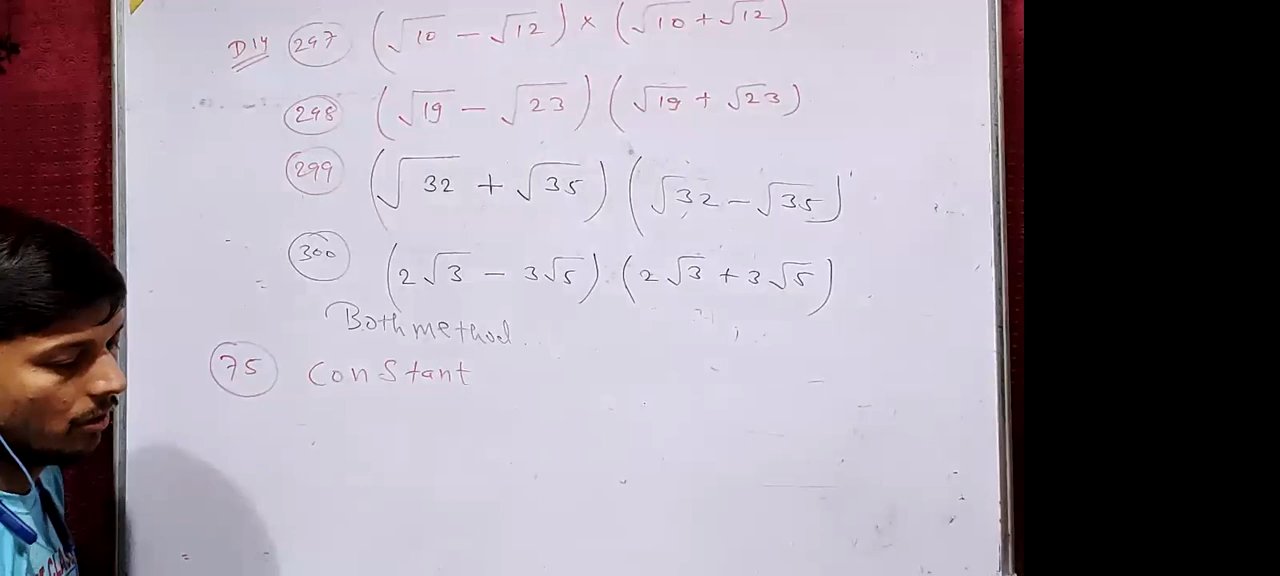 D14 297 (√10 - √12) × (√10 + √12)
298 (√19 - √23) (√19 + √23)
299 (√32 + √35) (√32 - √35)
300 (2√3 - 3√5) (2√3 + 3√5)
Both method.
75 Constant